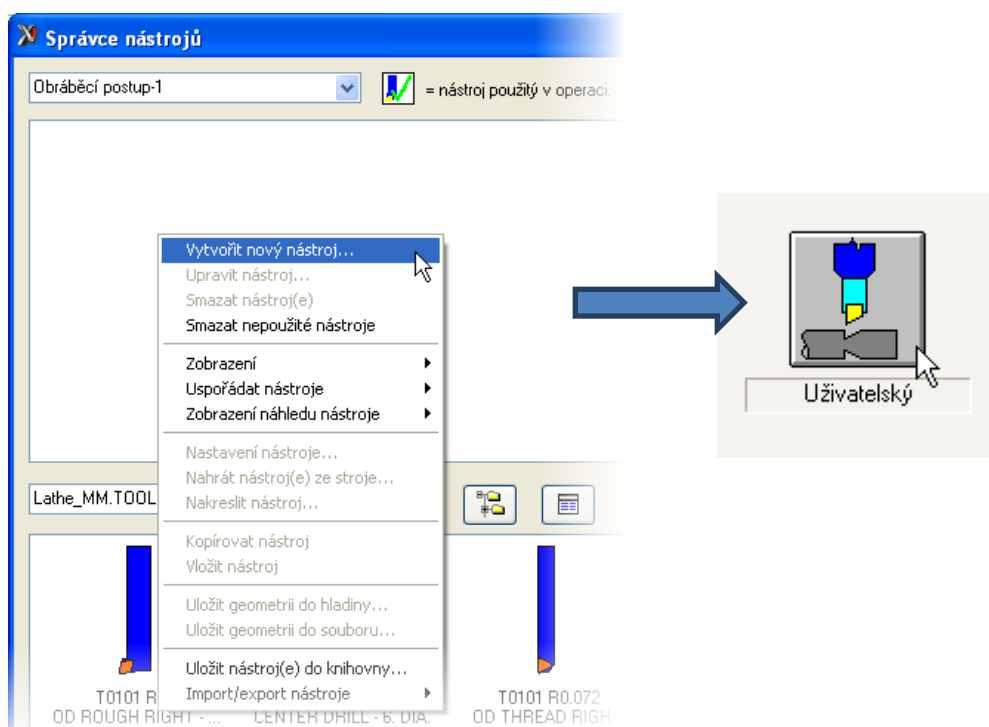 Správce nástrojů
Obráběcí postup-1
= nástroj použitý v operaci.
Vytvořit nový nástroj...
Upravit nástroj...
Smazat nástroj(e)
Smazat nepoužité nástroje
Zobrazení
Uspořádat nástroje
Zobrazení náhledu nástroje
Nastavení nástroje...
Nahrát nástroj(e) ze stroje...
Nakreslit nástroj...
Kopírovat nástroj
Vložit nástroj
Uložit geometrii do hladiny...
Uložit geometrii do souboru...
Uložit nástroj(e) do knihovny...
Import/export nástroje
Lathe_MM.TOOL
T0101 R
OD ROUGH RIGHT - ...
CENTER DRILL - 6. DIA.
T0101 R0.072
OD THREAD RIGH...
Uživatelský